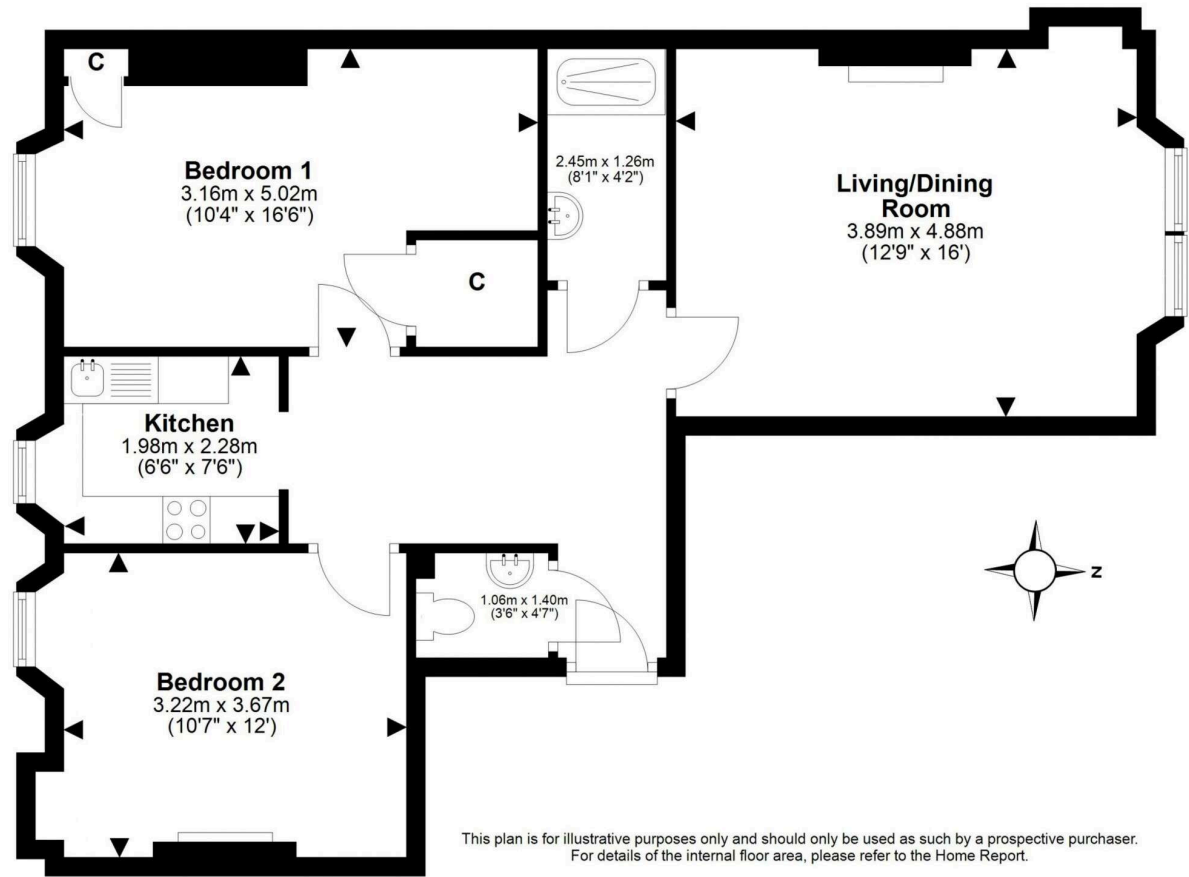 C
Bedroom 1
3.16m x 5.02m
(10'4" x 16'6")
2.45m x 1.26m
(8'1" x 4'2")
Living/Dining
Room
3.89m x 4.88m
(12'9" x 16')
C
Kitchen
1.98m x 2.28m
(6'6" x 7'6")
Z
1.06m x 1.40m
(3'6" x 4'7")
Bedroom 2
3.22m x 3.67m
(10'7" x 12')
This plan is for illustrative purposes only and should only be used as such by a prospective purchaser.
For details of the internal floor area, please refer to the Home Report.